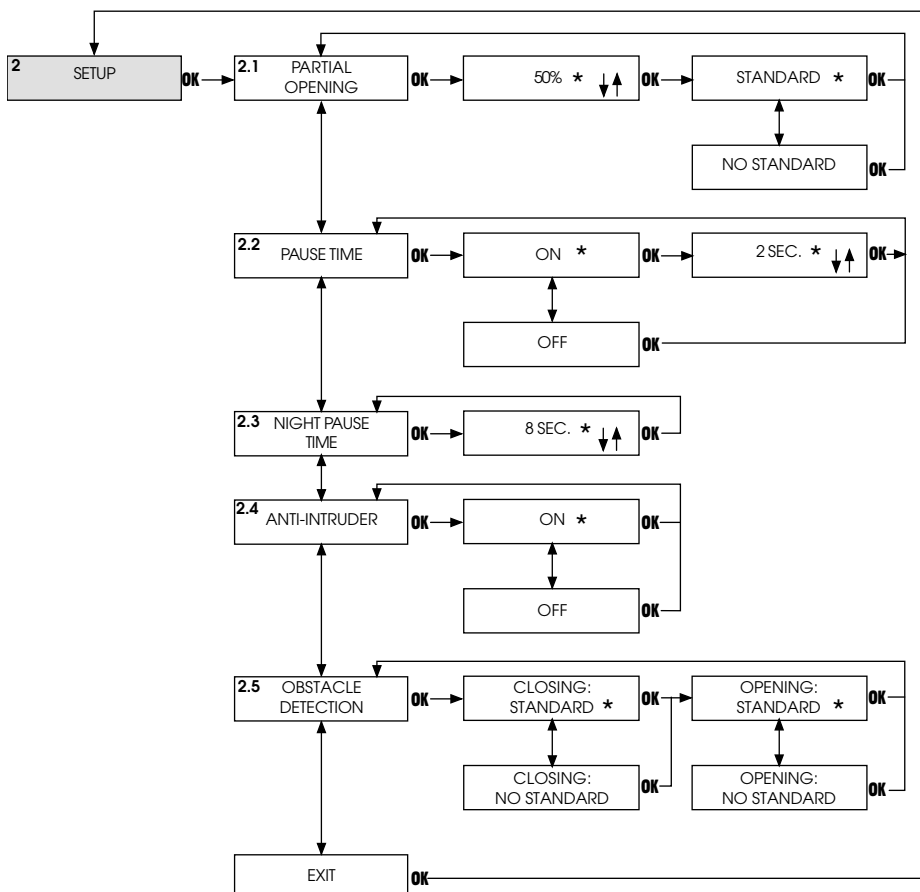 2 SETUP OK
2.1 PARTIAL OPENING OK
50% * OK
STANDARD * OK
NO STANDARD OK
2.2 PAUSE TIME OK
ON * OK
2 SEC. * OK
OFF OK
2.3 NIGHT PAUSE TIME OK
8 SEC. * OK
2.4 ANTI-INTRUDER OK
ON * OK
OFF OK
2.5 OBSTACLE DETECTION OK
CLOSING: STANDARD * OK
OPENING: STANDARD * OK
CLOSING: NO STANDARD OK
OPENING: NO STANDARD OK
EXIT OK